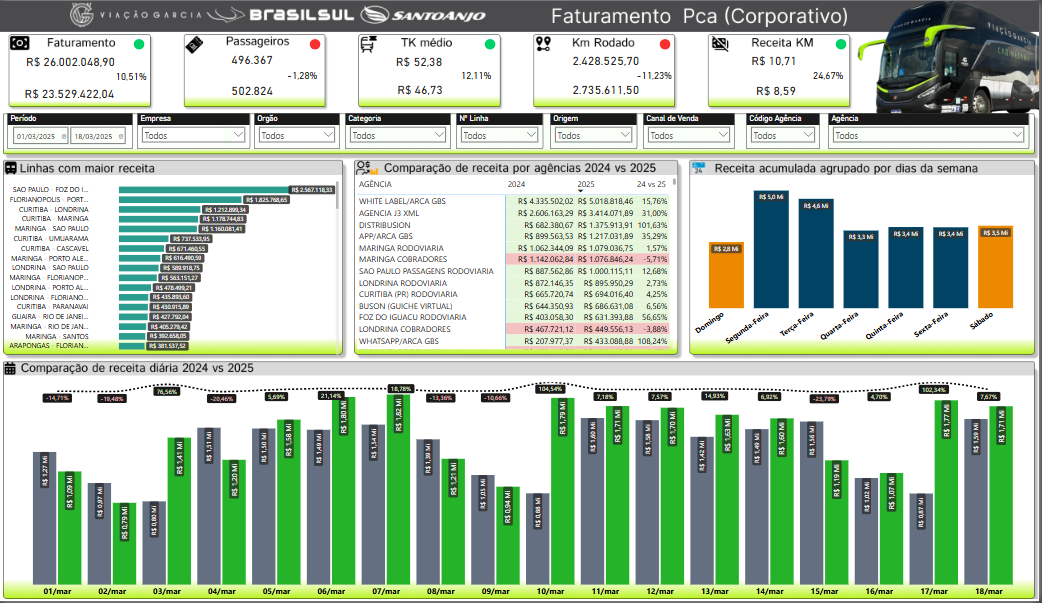 VIAÇÃO GARCIA BRASILSUL SANTO ANJO
Faturamento Pca (Corporativo)
Faturamento
R$ 26.002.048,90
10,51%
R$ 23.529.422,04
Passageiros
496.367
-1,28%
502.824
TK médio
R$ 52,38
12,11%
R$ 46,73
Km Rodado
2.428.525,70
-11,23%
2.735.611,50
Receita KM
R$ 10,71
24,67%
R$ 8,59
Período
01/03/2025 18/03/2025
Empresa
Todos
Orgão
Todos
Categoria
Todos
Nº Linha
Todos
Origem
Todos
Canal de Venda
Todos
Código Agência
Todos
Agência
Todos
Linhas com maior receita
SAO PAULO - FOZ DO I... R$ 2.567.118,33
FLORIANOPOLIS - PORT... R$ 1.825.768,65
CURITIBA - LONDRINA R$ 1.212.899,34
CURITIBA - MARINGA R$ 1.178.744,83
MARINGA - SAO PAULO R$ 1.160.081,41
CURITIBA - UMUARAMA R$ 737.533,95
CURITIBA - CASCAVEL R$ 671.460,55
MARINGA - PORTO ALE... R$ 616.490,59
LONDRINA - SAO PAULO R$ 589.918,75
MARINGA - FLORIANOP... R$ 563.151,27
LONDRINA - PORTO AL... R$ 478.499,21
LONDRINA - FLORIANO... R$ 435.893,60
CURITIBA - PARANAVAI R$ 430.915,89
GUAIRA - RIO DE JANEI... R$ 427.792,04
MARINGA - RIO DE JAN... R$ 405.279,42
MARINGA - SANTOS R$ 392.658,05
ARAPONGAS - FLORIAN... R$ 381.537,52
Comparação de receita por agências 2024 vs 2025
AGÊNCIA 2024 2025 24 vs 25
WHITE LABEL/ARCA GBS R$ 4.335.502,02 R$ 5.018.818,46 15,76%
AGENCIA J3 XML R$ 2.606.163,29 R$ 3.414.071,89 31,00%
DISTRIBUSION R$ 682.380,67 R$ 1.375.913,91 101,63%
APP/ARCA GBS R$ 899.563,53 R$ 1.217.031,89 35,29%
MARINGA RODOVIARIA R$ 1.062.344,09 R$ 1.079.036,75 1,57%
MARINGA COBRADORES R$ 1.142.062,84 R$ 1.076.846,24 -5,71%
SAO PAULO PASSAGENS RODOVIARIA R$ 887.562,86 R$ 1.000.115,11 12,68%
LONDRINA RODOVIARIA R$ 872.146,35 R$ 895.950,29 2,73%
CURITIBA (PR) RODOVIARIA R$ 665.720,74 R$ 694.016,40 4,25%
BUSON (GUICHE VIRTUAL) R$ 644.350,93 R$ 686.631,08 6,56%
FOZ DO IGUACU RODOVIARIA R$ 403.058,30 R$ 631.393,88 56,65%
LONDRINA COBRADORES R$ 467.721,12 R$ 449.556,13 -3,88%
WHATSAPP/ARCA GBS R$ 207.977,37 R$ 433.088,88 108,24%
Receita acumulada agrupado por dias da semana
R$ 2,8 Mi R$ 5,0 Mi R$ 4,6 Mi R$ 3,3 Mi R$ 3,4 Mi R$ 3,4 Mi R$ 3,5 Mi
Domingo Segunda-Feira Terça-Feira Quarta-Feira Quinta-Feira Sexta-Feira Sábado
Comparação de receita diária 2024 vs 2025
-14,71% -19,48% 76,56% -20,46% 5,69% 21,14% 18,78% -13,36% -10,66% 104,54% 7,18% 7,57% 14,93% 6,92% -23,79% 4,70% 102,34% 7,67%
R$ 1,27 Mi R$ 1,09 Mi R$ 0,97 Mi R$ 0,79 Mi R$ 0,80 Mi R$ 1,41 Mi R$ 1,51 Mi R$ 1,20 Mi R$ 1,50 Mi R$ 1,58 Mi R$ 1,49 Mi R$ 1,80 Mi R$ 1,54 Mi R$ 1,82 Mi R$ 1,39 Mi R$ 1,21 Mi R$ 1,05 Mi R$ 0,94 Mi R$ 0,88 Mi R$ 1,79 Mi R$ 1,60 Mi R$ 1,71 Mi R$ 1,58 Mi R$ 1,70 Mi R$ 1,42 Mi R$ 1,63 Mi R$ 1,49 Mi R$ 1,60 Mi R$ 1,56 Mi R$ 1,19 Mi R$ 1,02 Mi R$ 1,07 Mi R$ 0,87 Mi R$ 1,77 Mi R$ 1,59 Mi R$ 1,71 Mi
01/mar 02/mar 03/mar 04/mar 05/mar 06/mar 07/mar 08/mar 09/mar 10/mar 11/mar 12/mar 13/mar 14/mar 15/mar 16/mar 17/mar 18/mar